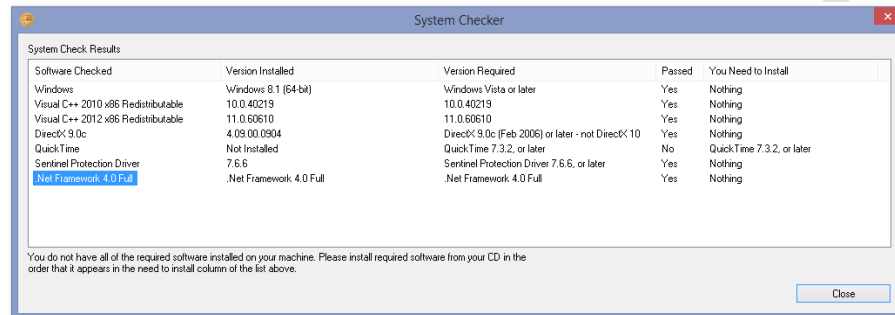 System Checker
System Check Results
Software Checked Version Installed Version Required Passed You Need to Install
Windows Windows 8.1 (64-bit) Windows Vista or later Yes Nothing
Visual C++ 2010 x86 Redistributable 10.0.40219 10.0.40219 Yes Nothing
Visual C++ 2012 x86 Redistributable 11.0.60610 11.0.60610 Yes Nothing
DirectX 9.0c 4.09.00.0904 DirectX 9.0c (Feb 2006) or later - not DirectX 10 Yes Nothing
QuickTime Not Installed QuickTime 7.3.2, or later No QuickTime 7.3.2, or later
Sentinel Protection Driver 7.6.6 Sentinel Protection Driver 7.6.6, or later Yes Nothing
.Net Framework 4.0 Full .Net Framework 4.0 Full .Net Framework 4.0 Full Yes Nothing
You do not have all of the required software installed on your machine. Please install required software from your CD in the
order that it appears in the need to install column of the list above.
Close